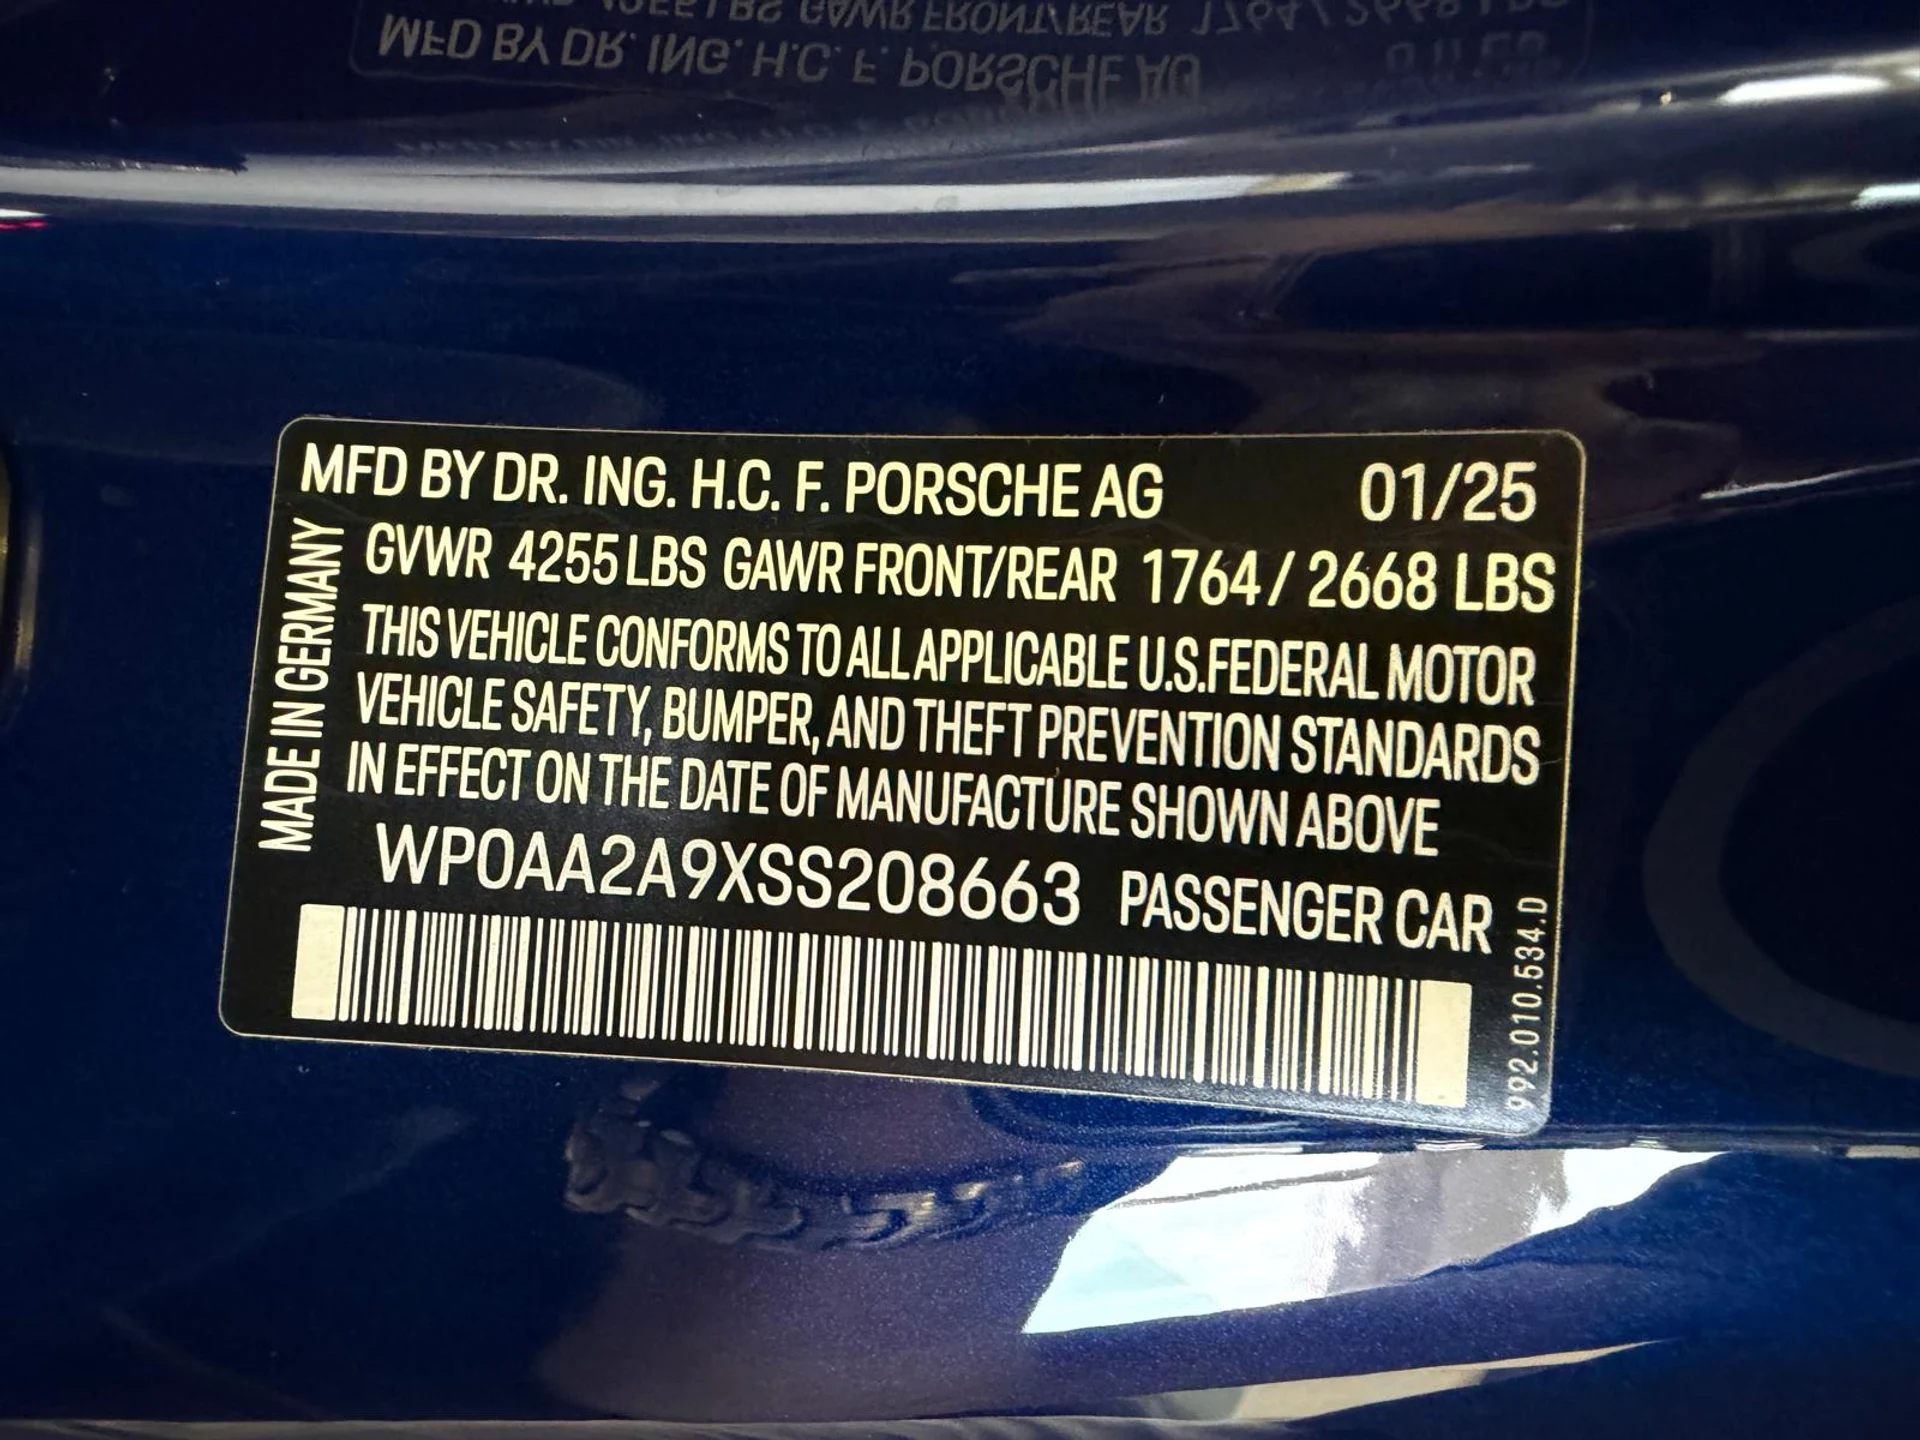 MFD BY DR. ING. H.C. F. PORSCHE AG 01/25
GVWR 4255 LBS GAWR FRONT/REAR 1764 / 2668 LBS
THIS VEHICLE CONFORMS TO ALL APPLICABLE U.S.FEDERAL MOTOR
VEHICLE SAFETY, BUMPER, AND THEFT PREVENTION STANDARDS
IN EFFECT ON THE DATE OF MANUFACTURE SHOWN ABOVE
WP0AA2A9XSS208663 PASSENGER CAR
MADE IN GERMANY
992.010.534.D